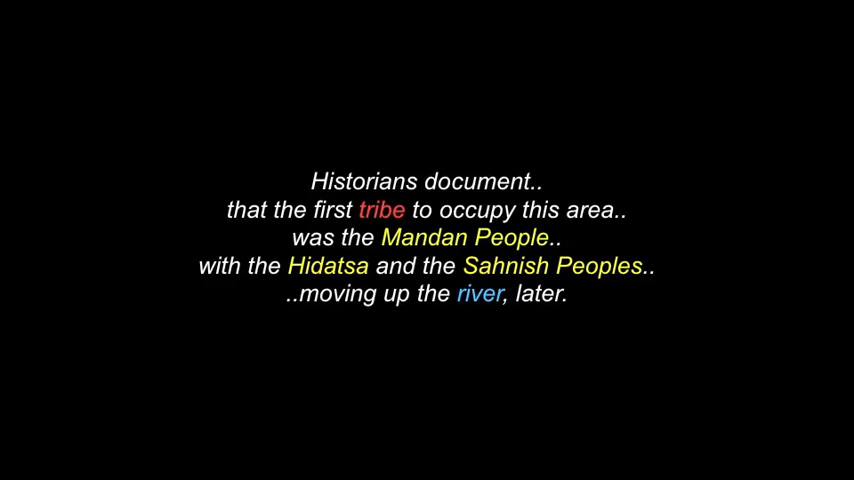 Historians document..
that the first tribe to occupy this area..
was the Mandan People..
with the Hidatsa and the Sahnish Peoples..
..moving up the river, later.